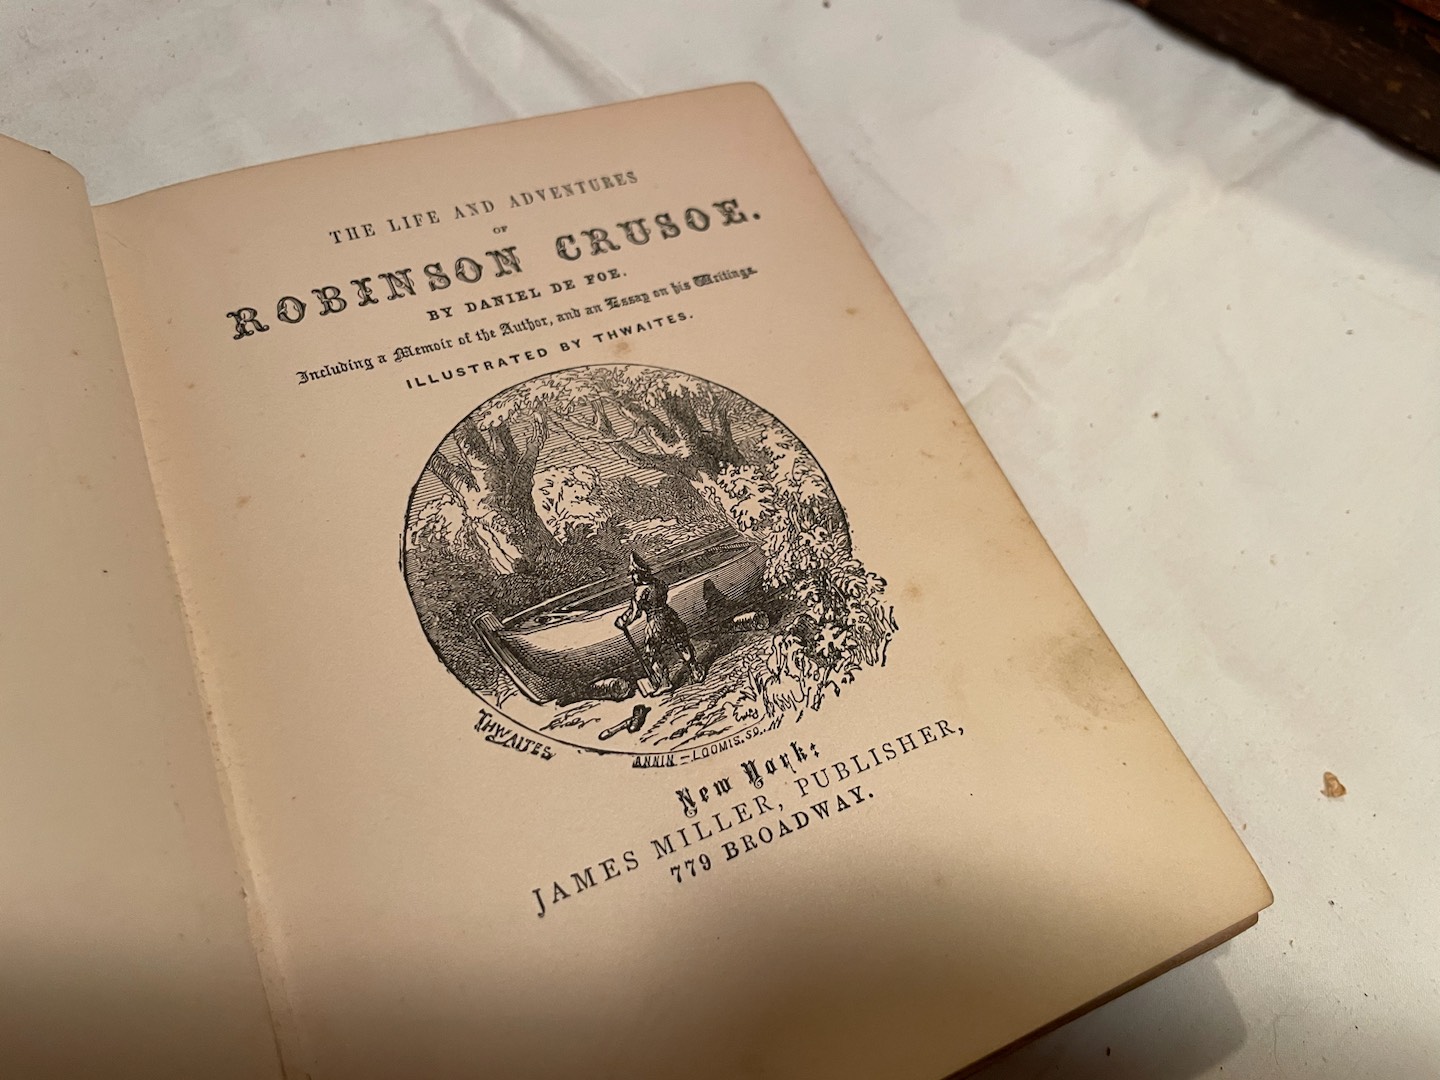 THE LIFE AND ADVENTURES
OF
ROBINSON CRUSOE.
BY DANIEL DE FOE.
Including a Memoir of the Author, and an Essay on his Writings.
ILLUSTRATED BY THWAITES.
THWAITES
ANNIN – LOOMIS. SC.
New York:
JAMES MILLER, PUBLISHER,
779 BROADWAY.